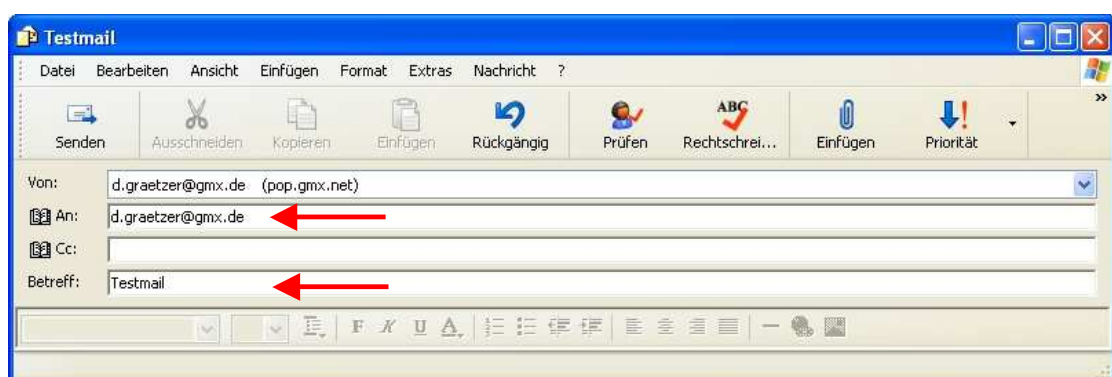 Testmail
Datei Bearbeiten Ansicht Einfügen Format Extras Nachricht ?
Senden Ausschneiden Kopieren Einfügen Rückgängig Prüfen ABC Rechtschrei... Einfügen Priorität »
Von: d.graetzer@gmx.de (pop.gmx.net)
An: d.graetzer@gmx.de
Cc:
Betreff: Testmail
F K U A